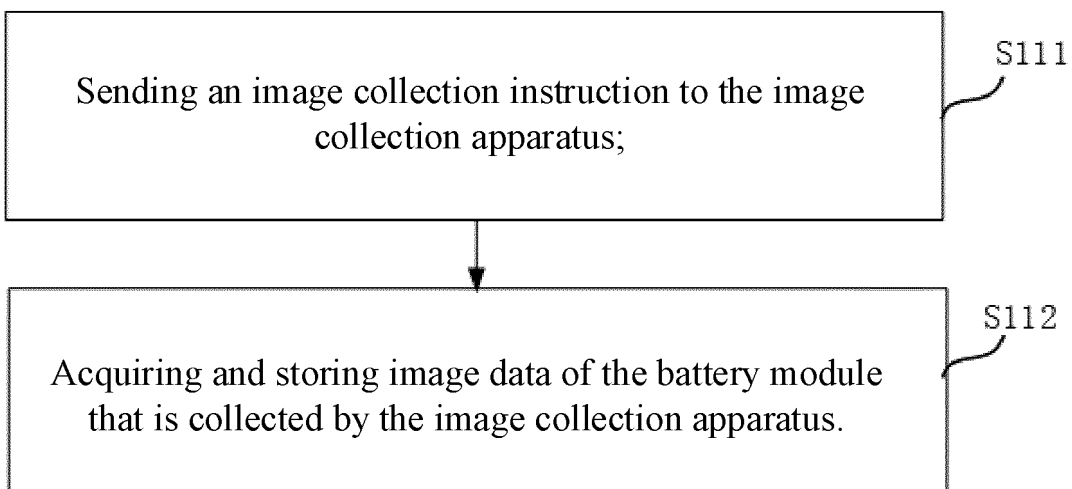 S111
Sending an image collection instruction to the image
collection apparatus;
S112
Acquiring and storing image data of the battery module
that is collected by the image collection apparatus.